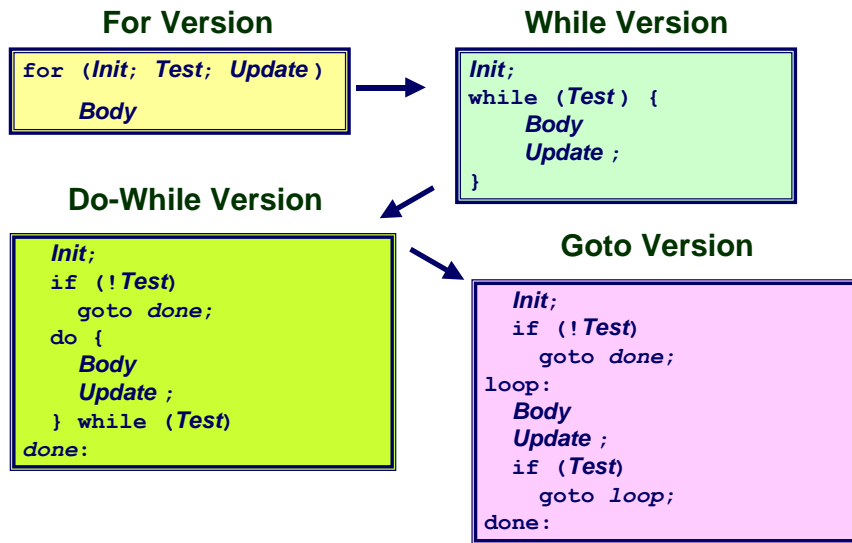 For Version
for (Init; Test; Update )
Body
While Version
Init;
while (Test ) {
Body
Update ;
}
Do-While Version
Init;
if (!Test)
goto done;
do {
Body
Update ;
} while (Test)
done:
Goto Version
Init;
if (!Test)
goto done;
loop:
Body
Update ;
if (Test)
goto loop;
done: